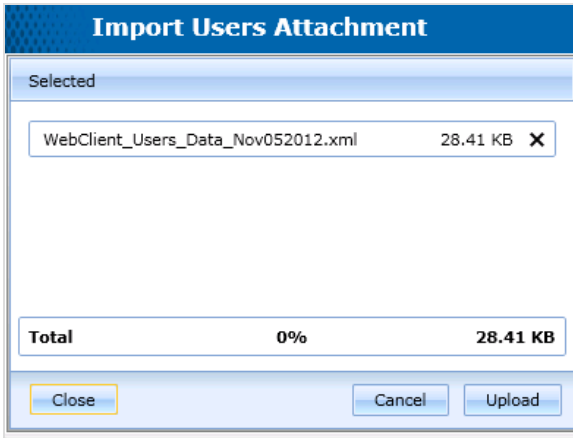 Import Users Attachment
Selected
WebClient_Users_Data_Nov052012.xml 28.41 KB X
Total 0% 28.41 KB
Close Cancel Upload